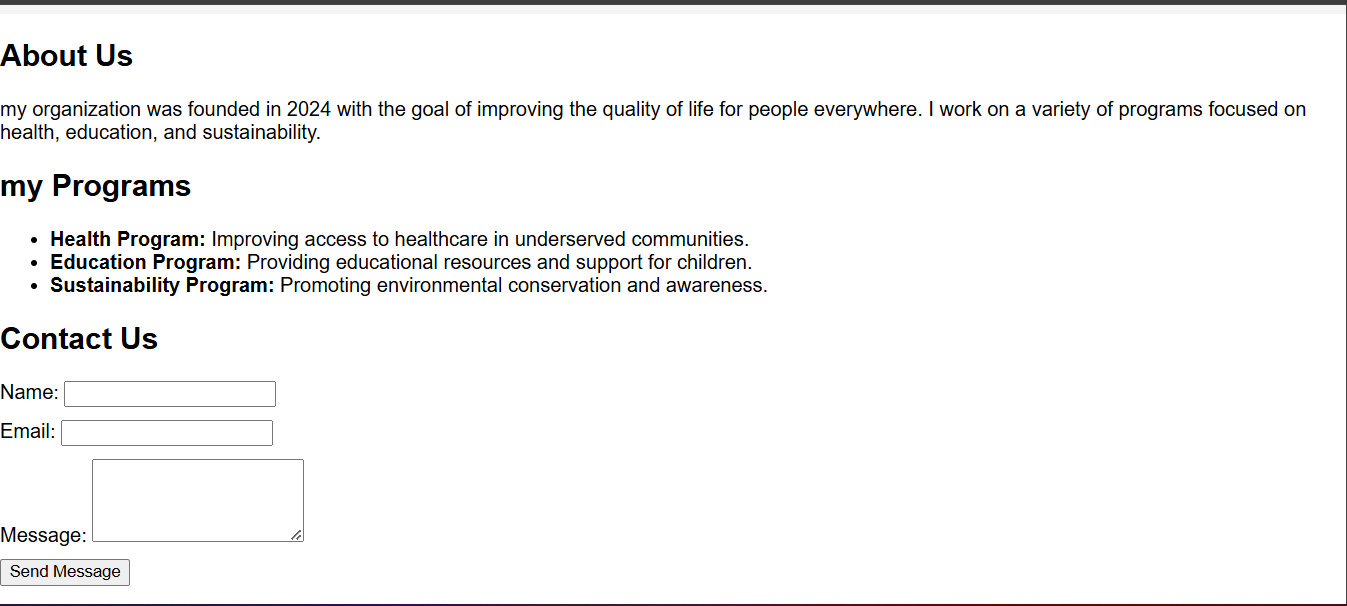 About Us
my organization was founded in 2024 with the goal of improving the quality of life for people everywhere. I work on a variety of programs focused on
health, education, and sustainability.
my Programs
Health Program: Improving access to healthcare in underserved communities.
Education Program: Providing educational resources and support for children.
Sustainability Program: Promoting environmental conservation and awareness.
Contact Us
Name:
Email:
Message:
Send Message